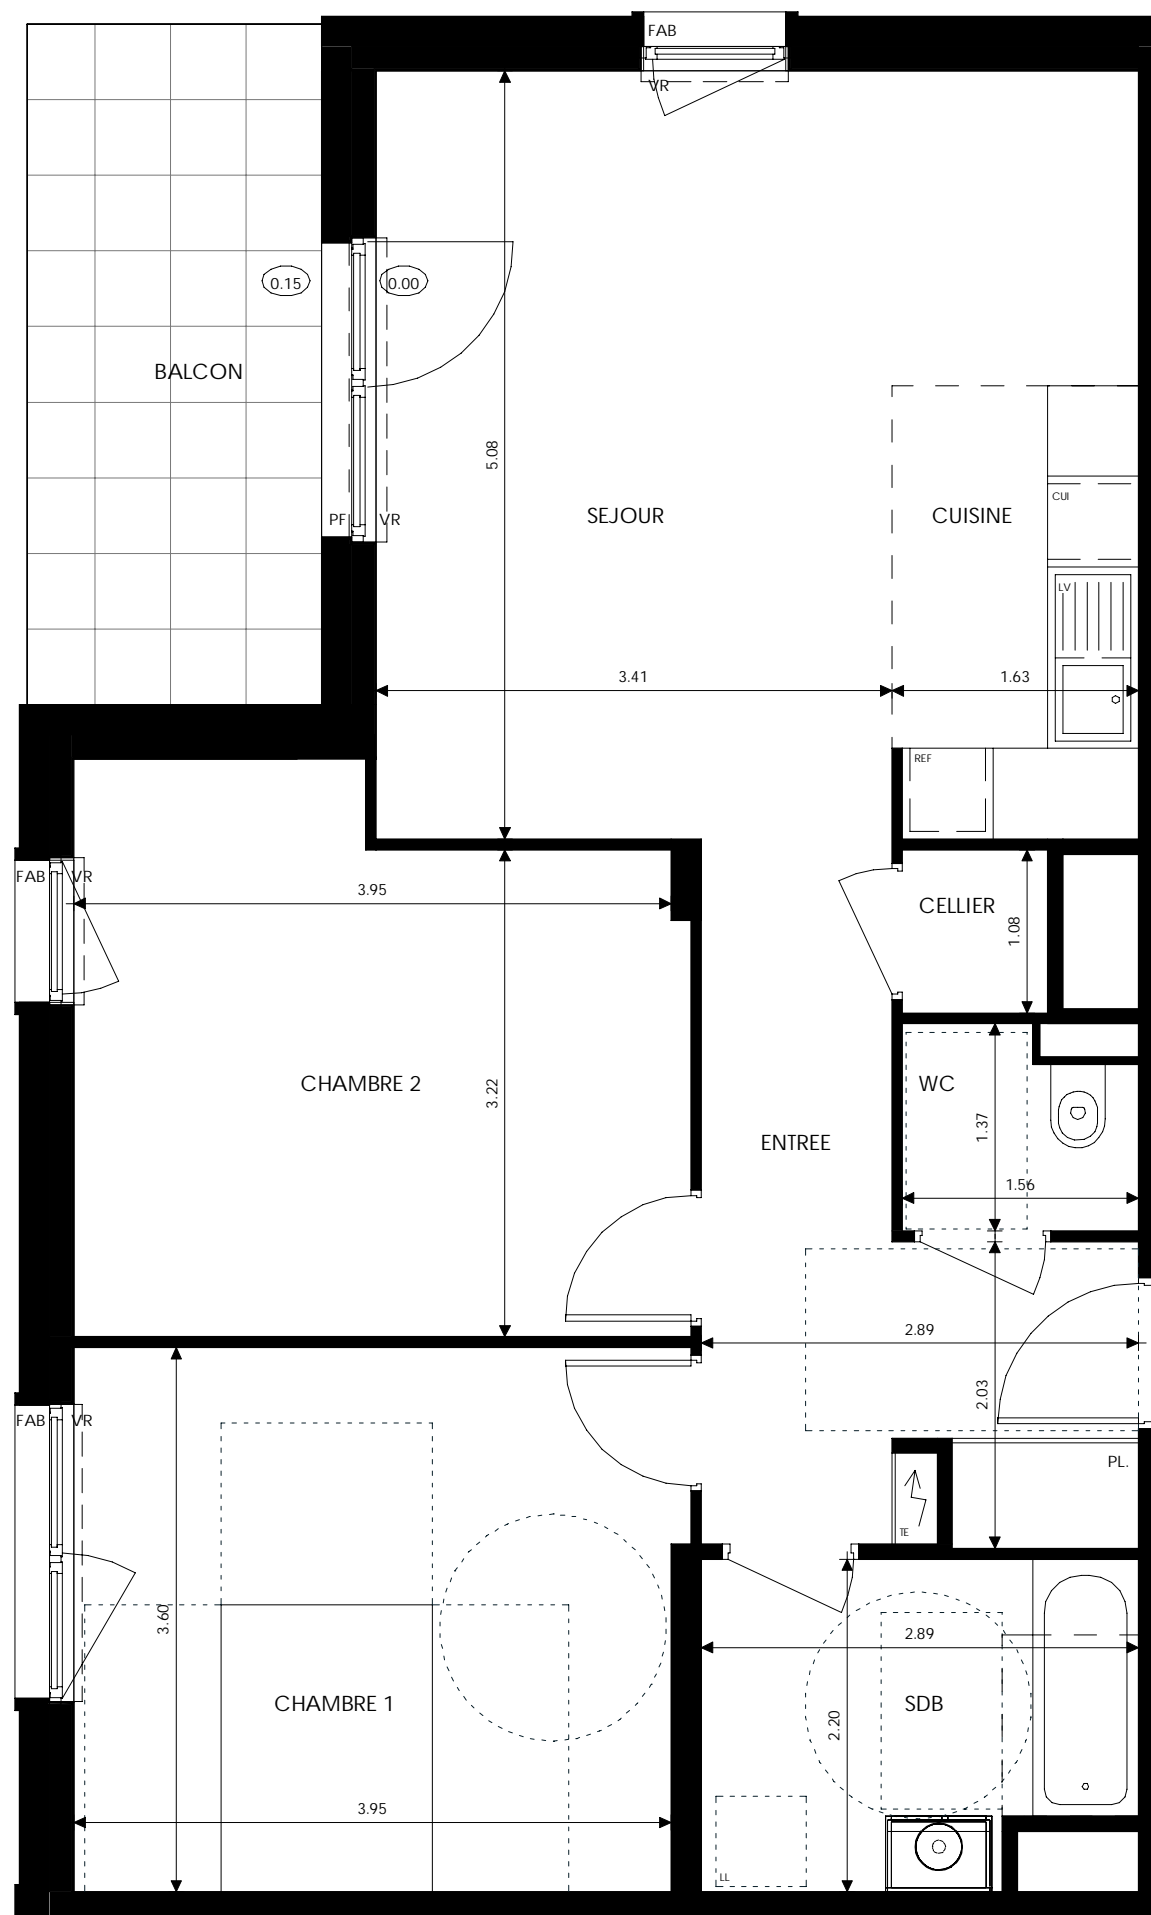 FAB
VR
0.15
0.00
BALCON
5.08
PF
VR
SEJOUR
CUISINE
CUI
LV
3.41
1.63
REF
FAB
VR
3.95
CELLIER
1.08
CHAMBRE 2
3.22
WC
1.37
ENTREE
1.56
2.89
2.03
FAB
VR
PL.
TE
3.60
2.89
CHAMBRE 1
SDB
2.20
3.95
LL